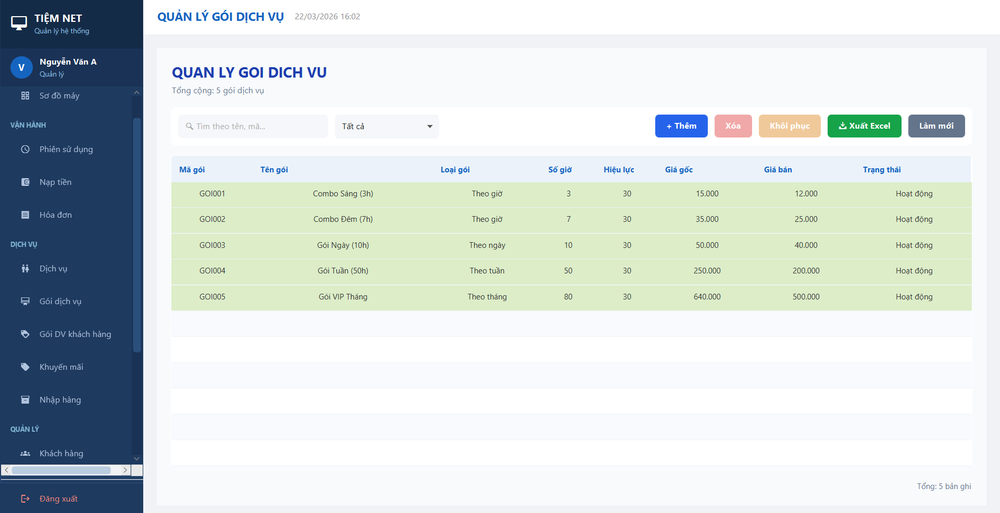 TIỆM NET
Quản lý hệ thống
V
Nguyễn Văn A
Quản lý
Sơ đồ máy
VẬN HÀNH
Phiên sử dụng
Nạp tiền
Hóa đơn
DỊCH VỤ
Dịch vụ
Gói dịch vụ
Gói DV khách hàng
Khuyến mãi
Nhập hàng
QUẢN LÝ
Khách hàng
Đăng xuất
QUẢN LÝ GÓI DỊCH VỤ 22/03/2026 16:02
QUAN LY GOI DICH VU
Tổng cộng: 5 gói dịch vụ
Tìm theo tên, mã... Tất cả + Thêm Xóa Khôi phục Xuất Excel Làm mới
Mã gói Tên gói Loại gói Số giờ Hiệu lực Giá gốc Giá bán Trạng thái
GOI001 Combo Sáng (3h) Theo giờ 3 30 15.000 12.000 Hoạt động
GOI002 Combo Đêm (7h) Theo giờ 7 30 35.000 25.000 Hoạt động
GOI003 Gói Ngày (10h) Theo ngày 10 30 50.000 40.000 Hoạt động
GOI004 Gói Tuần (50h) Theo tuần 50 30 250.000 200.000 Hoạt động
GOI005 Gói VIP Tháng Theo tháng 80 30 640.000 500.000 Hoạt động
Tổng: 5 bản ghi